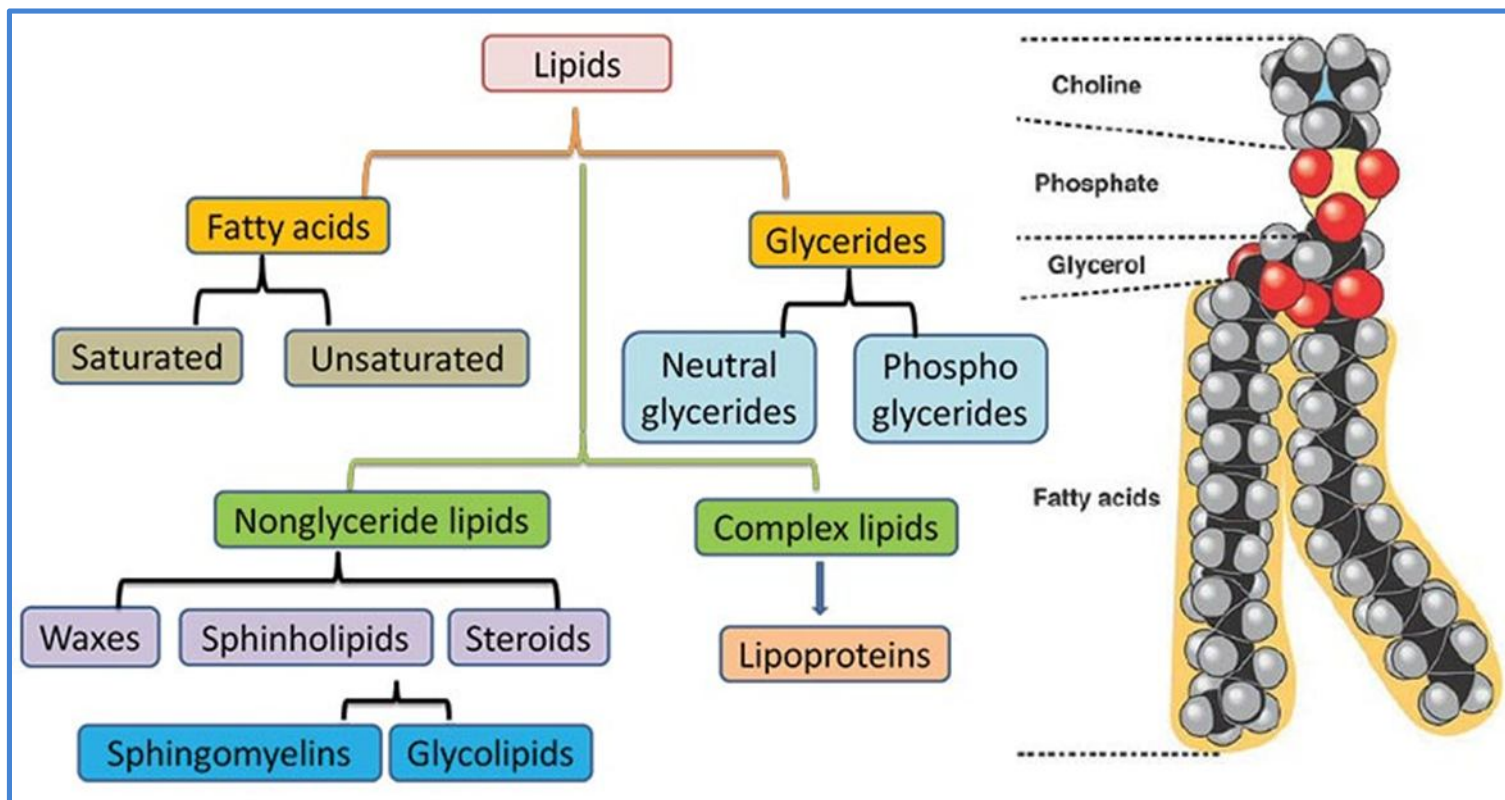 Lipids
Fatty acids
Glycerides
Saturated
Unsaturated
Neutral
glycerides
Phospho
glycerides
Nonglyceride lipids
Complex lipids
Waxes
Sphinholipids
Steroids
Lipoproteins
Sphingomyelins
Glycolipids
Choline
Phosphate
Glycerol
Fatty acids